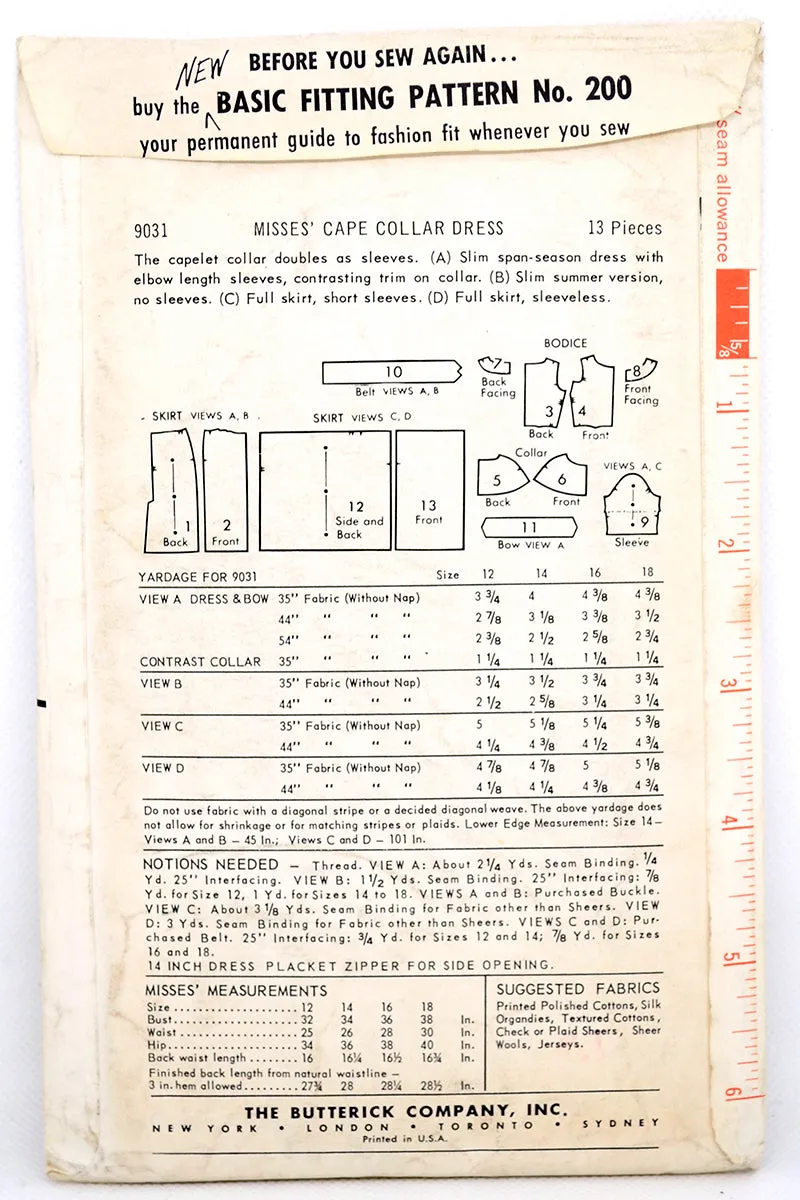 NEW BEFORE YOU SEW AGAIN...
buy the BASIC FITTING PATTERN No. 200
your permanent guide to fashion fit whenever you sew
" seam allowance
5/8
1
2
3
4
5
6
9031 MISSES' CAPE COLLAR DRESS 13 Pieces
The capelet collar doubles as sleeves. (A) Slim span-season dress with
elbow length sleeves, contrasting trim on collar. (B) Slim summer version,
no sleeves. (C) Full skirt, short sleeves. (D) Full skirt, sleeveless.
BODICE
10
Belt VIEWS A, B
7
Back
Facing
3
Back
4
Front
8
Front
Facing
SKIRT VIEWS A, B
1
Back
2
Front
SKIRT VIEWS C, D
12
Side and
Back
13
Front
Collar
5
Back
6
Front
11
Bow VIEW A
VIEWS A, C
9
Sleeve
YARDAGE FOR 9031 Size 12 14 16 18
VIEW A DRESS & BOW 35" Fabric (Without Nap) 3 3/4 4 4 3/8 4 3/8
44" " " " 2 7/8 3 1/8 3 3/8 3 1/2
54" " " " 2 3/8 2 1/2 2 5/8 2 3/4
CONTRAST COLLAR 35" " " " 1 1/4 1 1/4 1 1/4 1 1/4
VIEW B 35" Fabric (Without Nap) 3 1/4 3 1/2 3 3/4 3 3/4
44" " " " 2 1/2 2 5/8 3 1/4 3 1/4
VIEW C 35" Fabric (Without Nap) 5 5 1/8 5 1/4 5 3/8
44" " " " 4 1/4 4 3/8 4 1/2 4 3/4
VIEW D 35" Fabric (Without Nap) 4 7/8 4 7/8 5 5 1/8
44" " " " 4 1/8 4 1/4 4 3/8 4 3/4
Do not use fabric with a diagonal stripe or a decided diagonal weave. The above yardage does
not allow for shrinkage or for matching stripes or plaids. Lower Edge Measurement: Size 14—
Views A and B – 45 In.; Views C and D – 101 In.
NOTIONS NEEDED — Thread. VIEW A: About 2 1/4 Yds. Seam Binding. 1/4
Yd. 25" Interfacing. VIEW B: 1 1/2 Yds. Seam Binding. 25" Interfacing: 7/8
Yd. for Size 12, 1 Yd. for Sizes 14 to 18. VIEWS A and B: Purchased Buckle.
VIEW C: About 3 1/8 Yds. Seam Binding for Fabric other than Sheers. VIEW
D: 3 Yds. Seam Binding for Fabric other than Sheers. VIEWS C and D: Pur-
chased Belt. 25" Interfacing: 3/4 Yd. for Sizes 12 and 14; 7/8 Yd. for Sizes
16 and 18.
14 INCH DRESS PLACKET ZIPPER FOR SIDE OPENING.
MISSES' MEASUREMENTS
Size .................... 12 14 16 18
Bust..................... 32 34 36 38 In.
Waist .................... 25 26 28 30 In.
Hip...................... 34 36 38 40 In.
Back waist length ........ 16 16¼ 16½ 16¾ In.
Finished back length from natural waistline —
3 in. hem allowed......... 27¾ 28 28¼ 28½ In.
SUGGESTED FABRICS
Printed Polished Cottons, Silk
Organdies, Textured Cottons,
Check or Plaid Sheers, Sheer
Wools, Jerseys.
THE BUTTERICK COMPANY, INC.
NEW YORK • LONDON • TORONTO • SYDNEY
Printed in U.S.A.